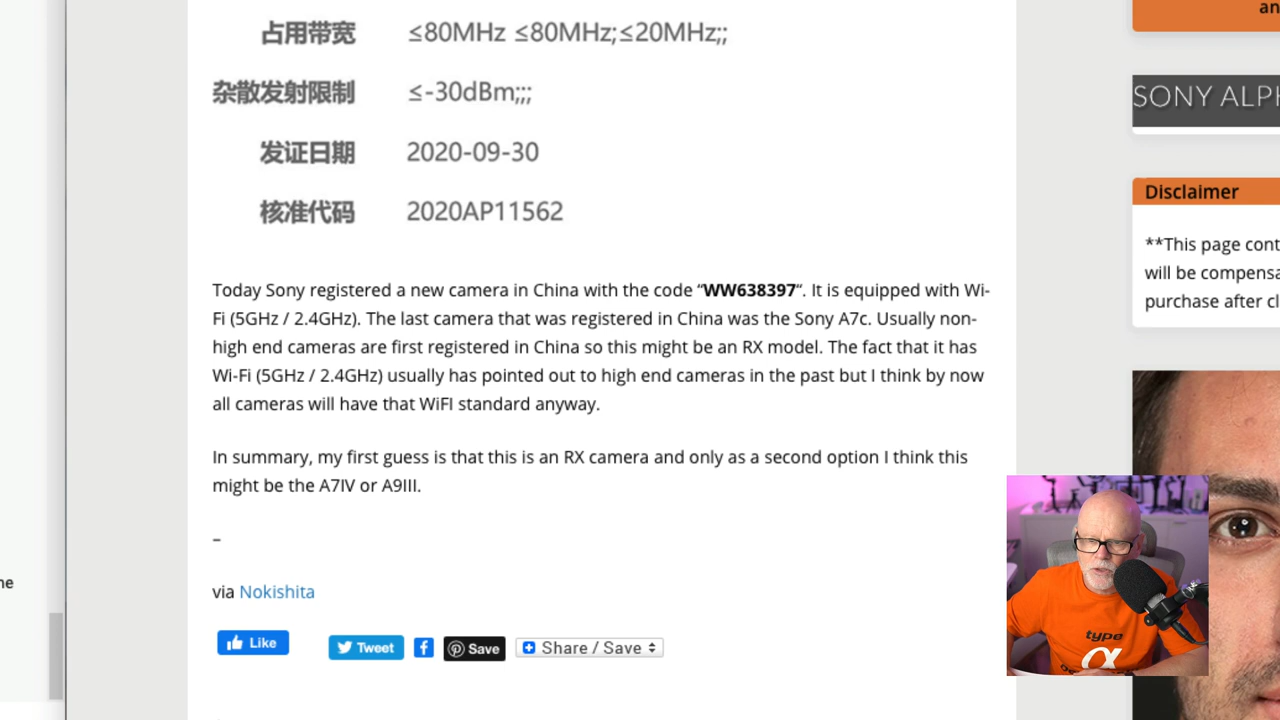 an
占用带宽 ≤80MHz ≤80MHz;≤20MHz;;
杂散发射限制 ≤-30dBm;;;
发证日期 2020-09-30
核准代码 2020AP11562
Today Sony registered a new camera in China with the code “WW638397“. It is equipped with Wi-
Fi (5GHz / 2.4GHz). The last camera that was registered in China was the Sony A7c. Usually non-
high end cameras are first registered in China so this might be an RX model. The fact that it has
Wi-Fi (5GHz / 2.4GHz) usually has pointed out to high end cameras in the past but I think by now
all cameras will have that WiFI standard anyway.
In summary, my first guess is that this is an RX camera and only as a second option I think this
might be the A7IV or A9III.
–
via Nokishita
Like Tweet Save Share / Save
ne
SONY ALPH
Disclaimer
**This page cont
will be compensa
purchase after cl
type
α